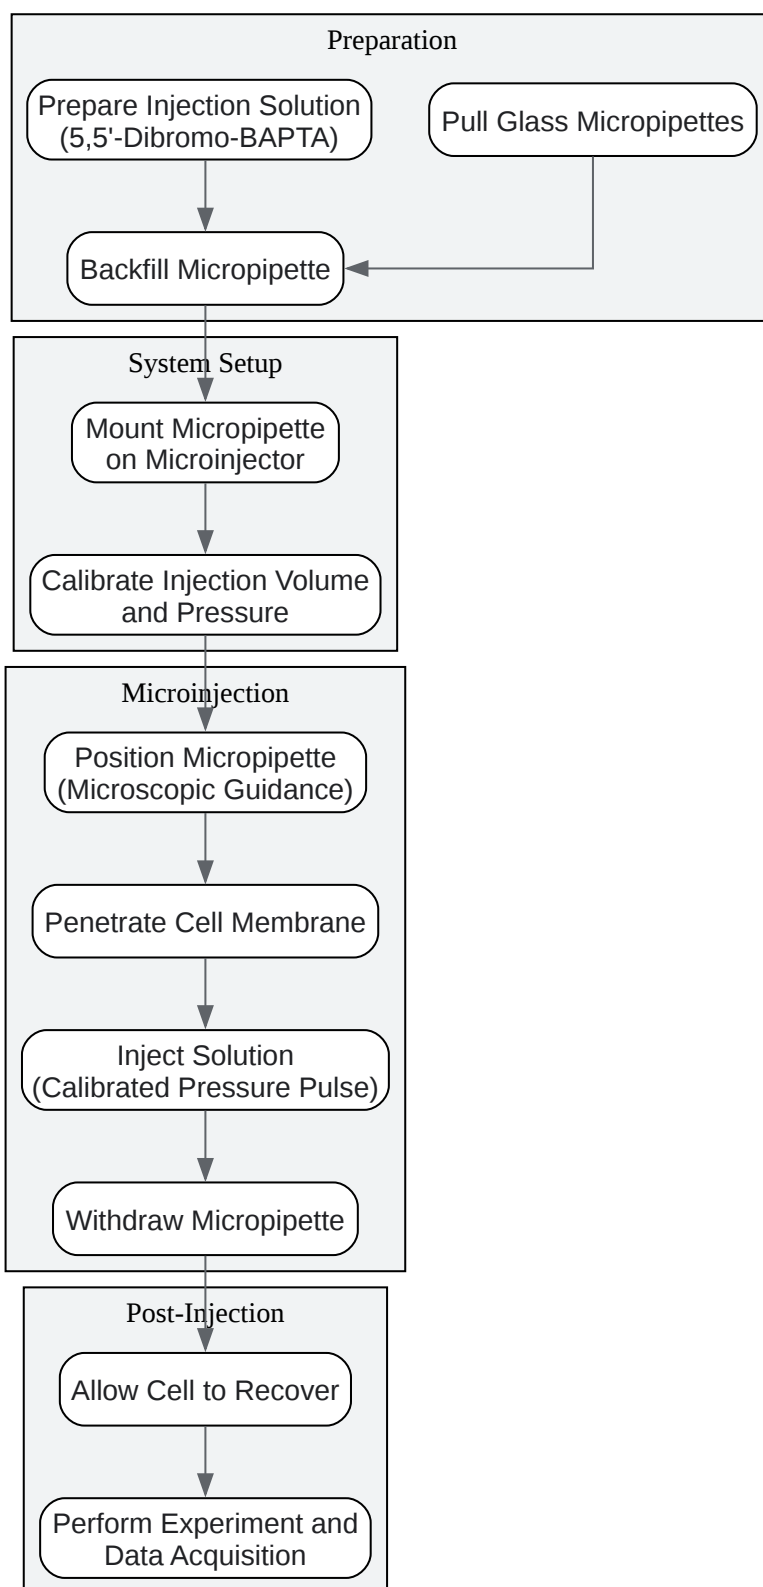 Preparation
Prepare Injection Solution
(5,5'-Dibromo-BAPTA)
Pull Glass Micropipettes
Backfill Micropipette
System Setup
Mount Micropipette
on Microinjector
Calibrate Injection Volume
and Pressure
Microinjection
Position Micropipette
(Microscopic Guidance)
Penetrate Cell Membrane
Inject Solution
(Calibrated Pressure Pulse)
Withdraw Micropipette
Post-Injection
Allow Cell to Recover
Perform Experiment and
Data Acquisition